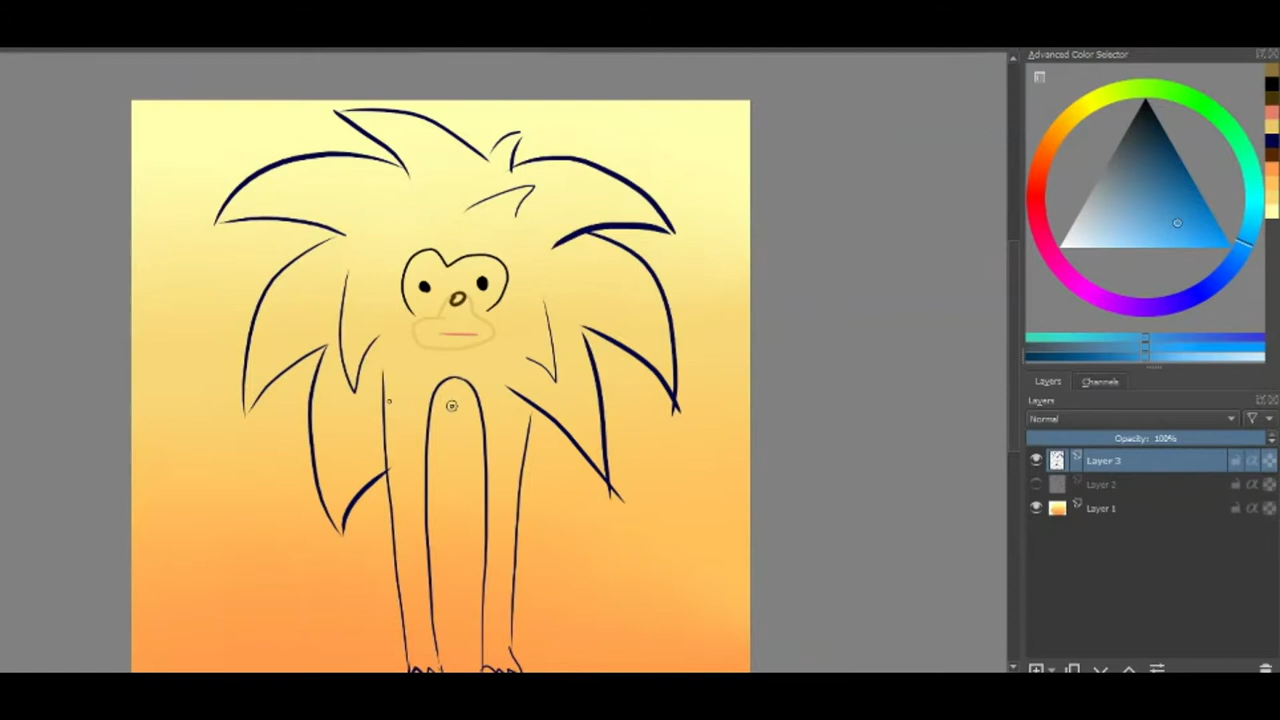 Advanced Color Selector
Layers
Channels
Layers
Normal
Opacity: 100%
Layer 3
Layer 2
Layer 1